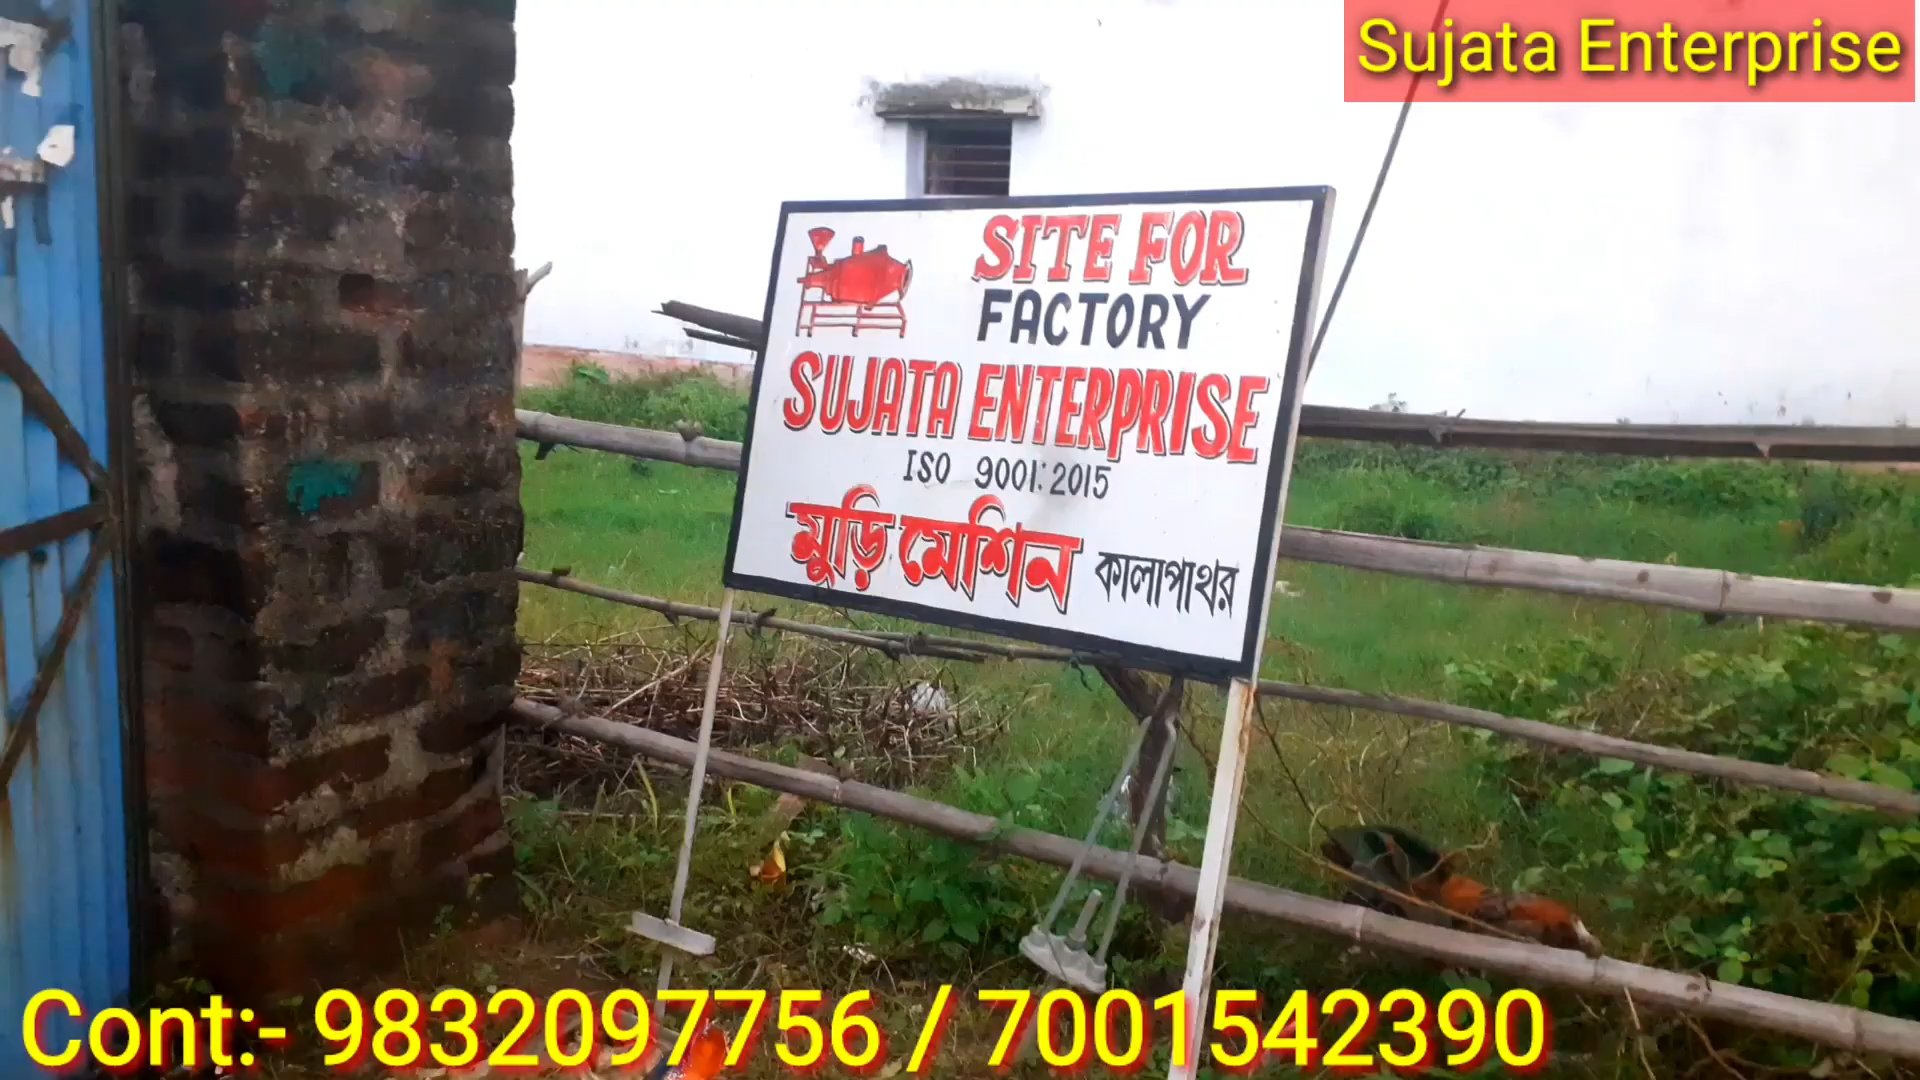 Sujata Enterprise
SITE FOR
FACTORY
SUJATA ENTERPRISE
ISO 9001:2015
মুড়ি মেশিন কালাপাথর
Cont:- 9832097756 / 7001542390